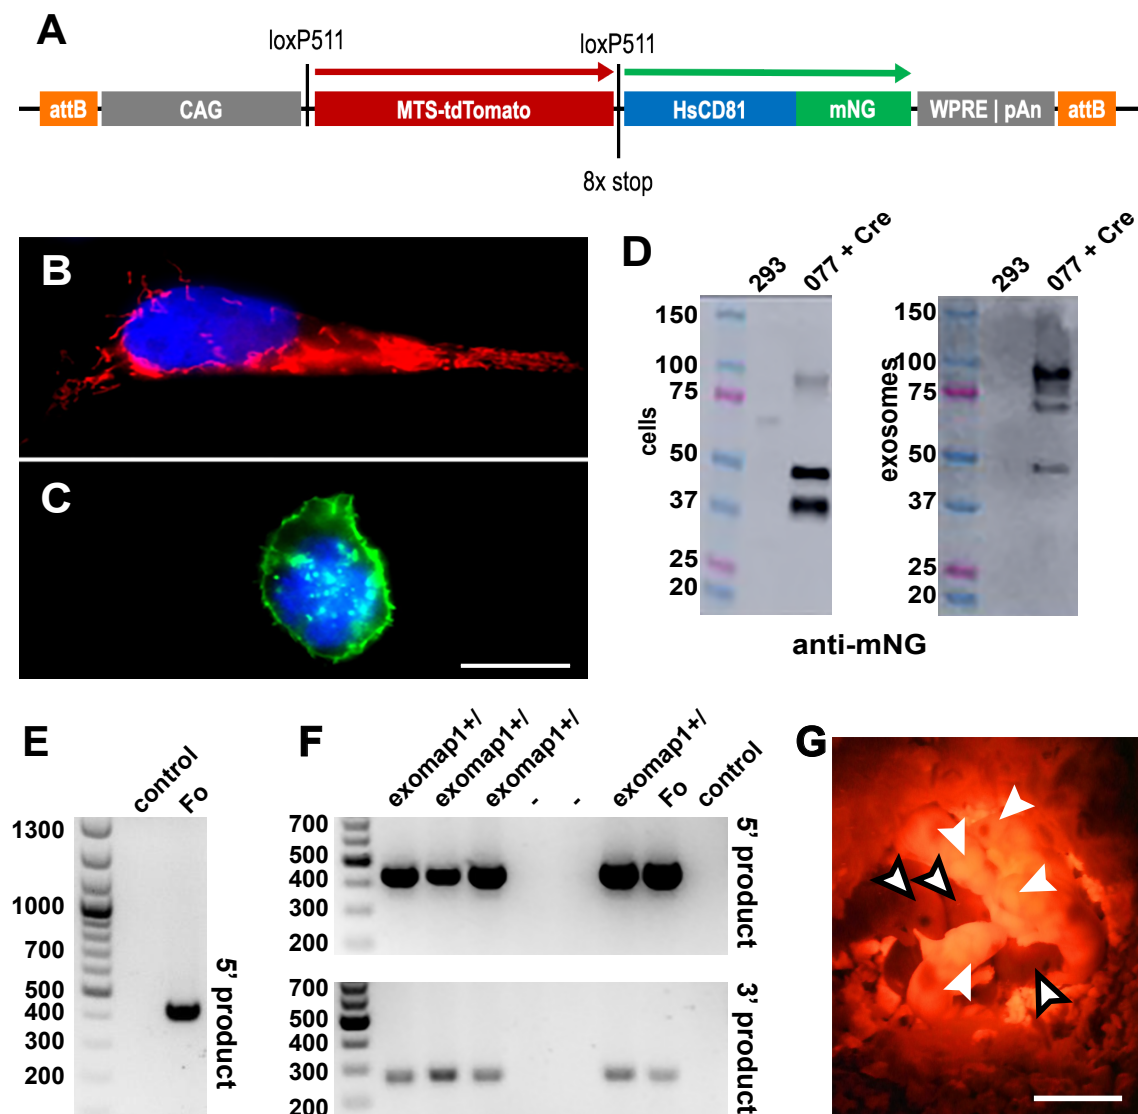 A
loxP511
loxP511
attB
CAG
MTS-tdTomato
HsCD81
mNG
WPRE | pAn
attB
8x stop
B
C
D
293
077 + Cre
293
077 + Cre
cells
150
100
75
50
37
25
20
exosomes
150
100
75
50
37
25
20
anti-mNG
E
control
Fo
1300
1000
700
500
400
300
200
5' product
F
exomap1+/
exomap1+/
exomap1+/
-
-
exomap1+/
Fo
control
700
500
400
300
200
5' product
700
500
400
300
200
3' product
G